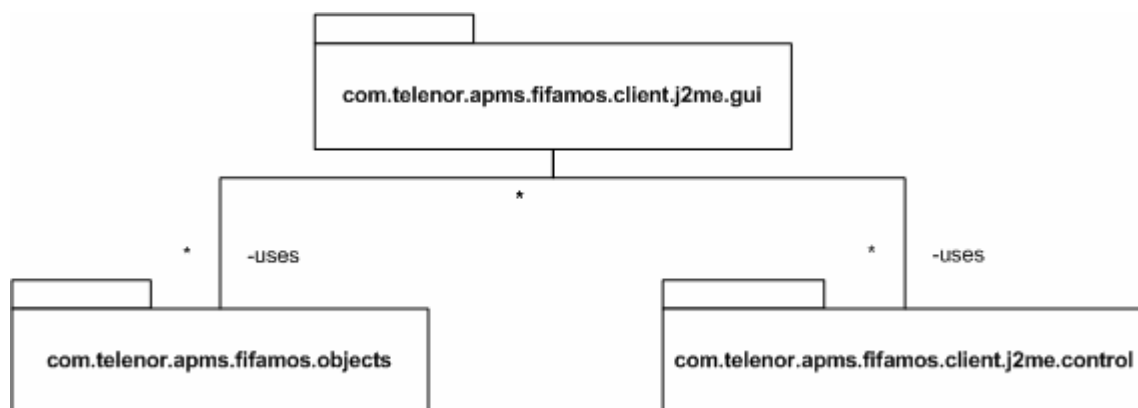 com.telenor.apms.fifamos.client.j2me.gui
*
* -uses * -uses
com.telenor.apms.fifamos.objects com.telenor.apms.fifamos.client.j2me.control